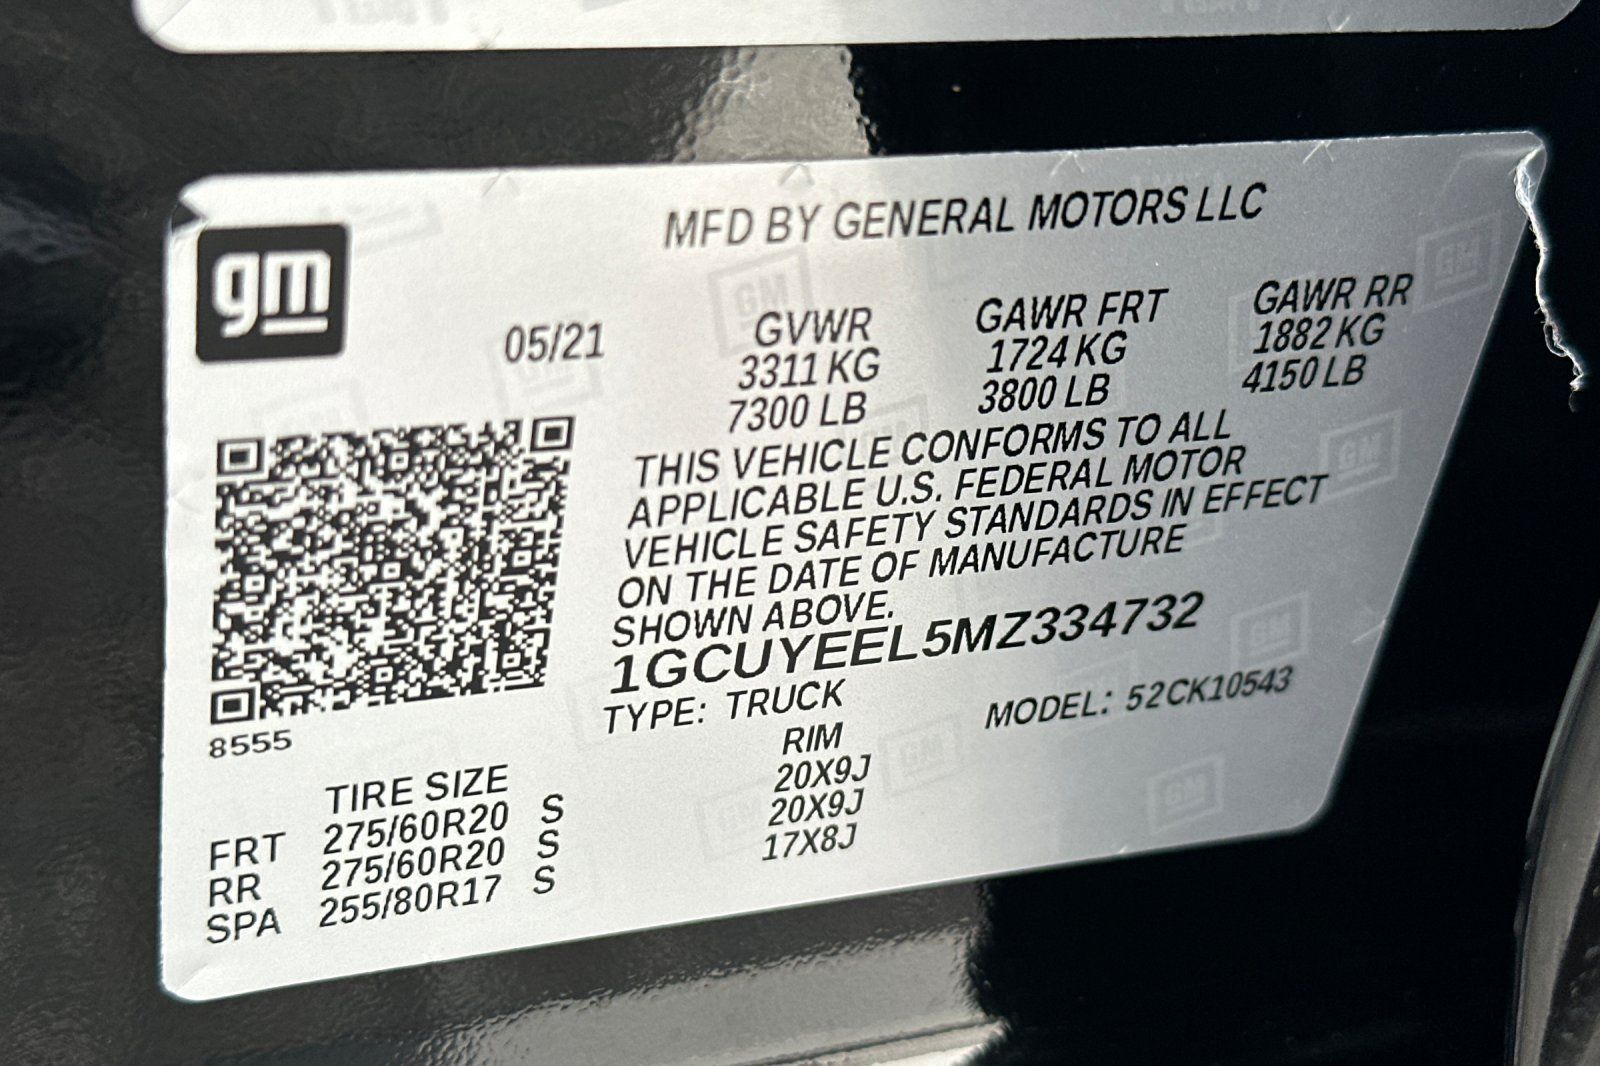 gm
MFD BY GENERAL MOTORS LLC
05/21
GVWR GAWR FRT GAWR RR
3311 KG 1724 KG 1882 KG
7300 LB 3800 LB 4150 LB
THIS VEHICLE CONFORMS TO ALL
APPLICABLE U.S. FEDERAL MOTOR
VEHICLE SAFETY STANDARDS IN EFFECT
ON THE DATE OF MANUFACTURE
SHOWN ABOVE.
1GCUYEEL5MZ334732
TYPE: TRUCK MODEL: 52CK10543
8555
TIRE SIZE RIM
FRT 275/60R20 S 20X9J
RR 275/60R20 S 20X9J
SPA 255/80R17 S 17X8J